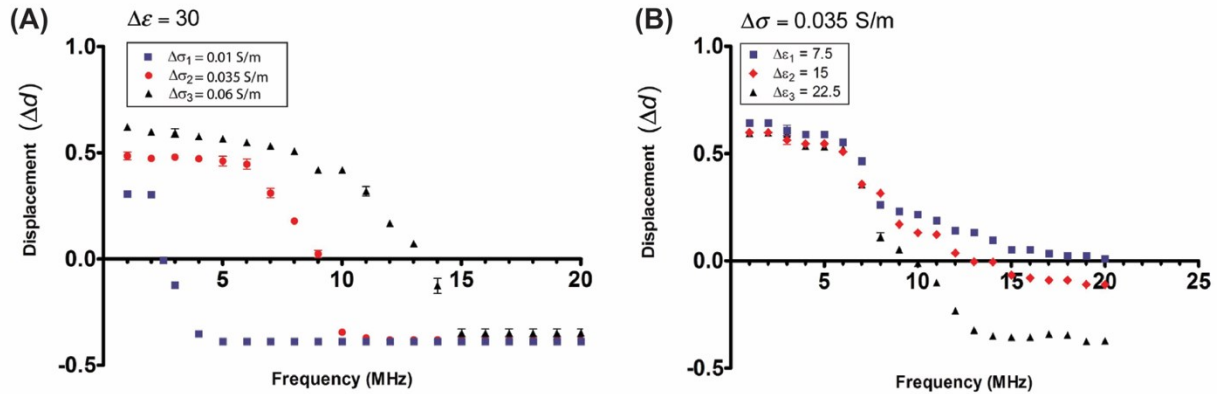 (A)
Δε = 30
Δσ1 = 0.01 S/m
Δσ2 = 0.035 S/m
Δσ3 = 0.06 S/m
1.0
0.5
0.0
-0.5
5
10
15
20
Displacement (Δd)
Frequency (MHz)
(B)
Δσ = 0.035 S/m
Δε1 = 7.5
Δε2 = 15
Δε3 = 22.5
1.0
0.5
0.0
-0.5
5
10
15
20
25
Displacement (Δd)
Frequency (MHz)